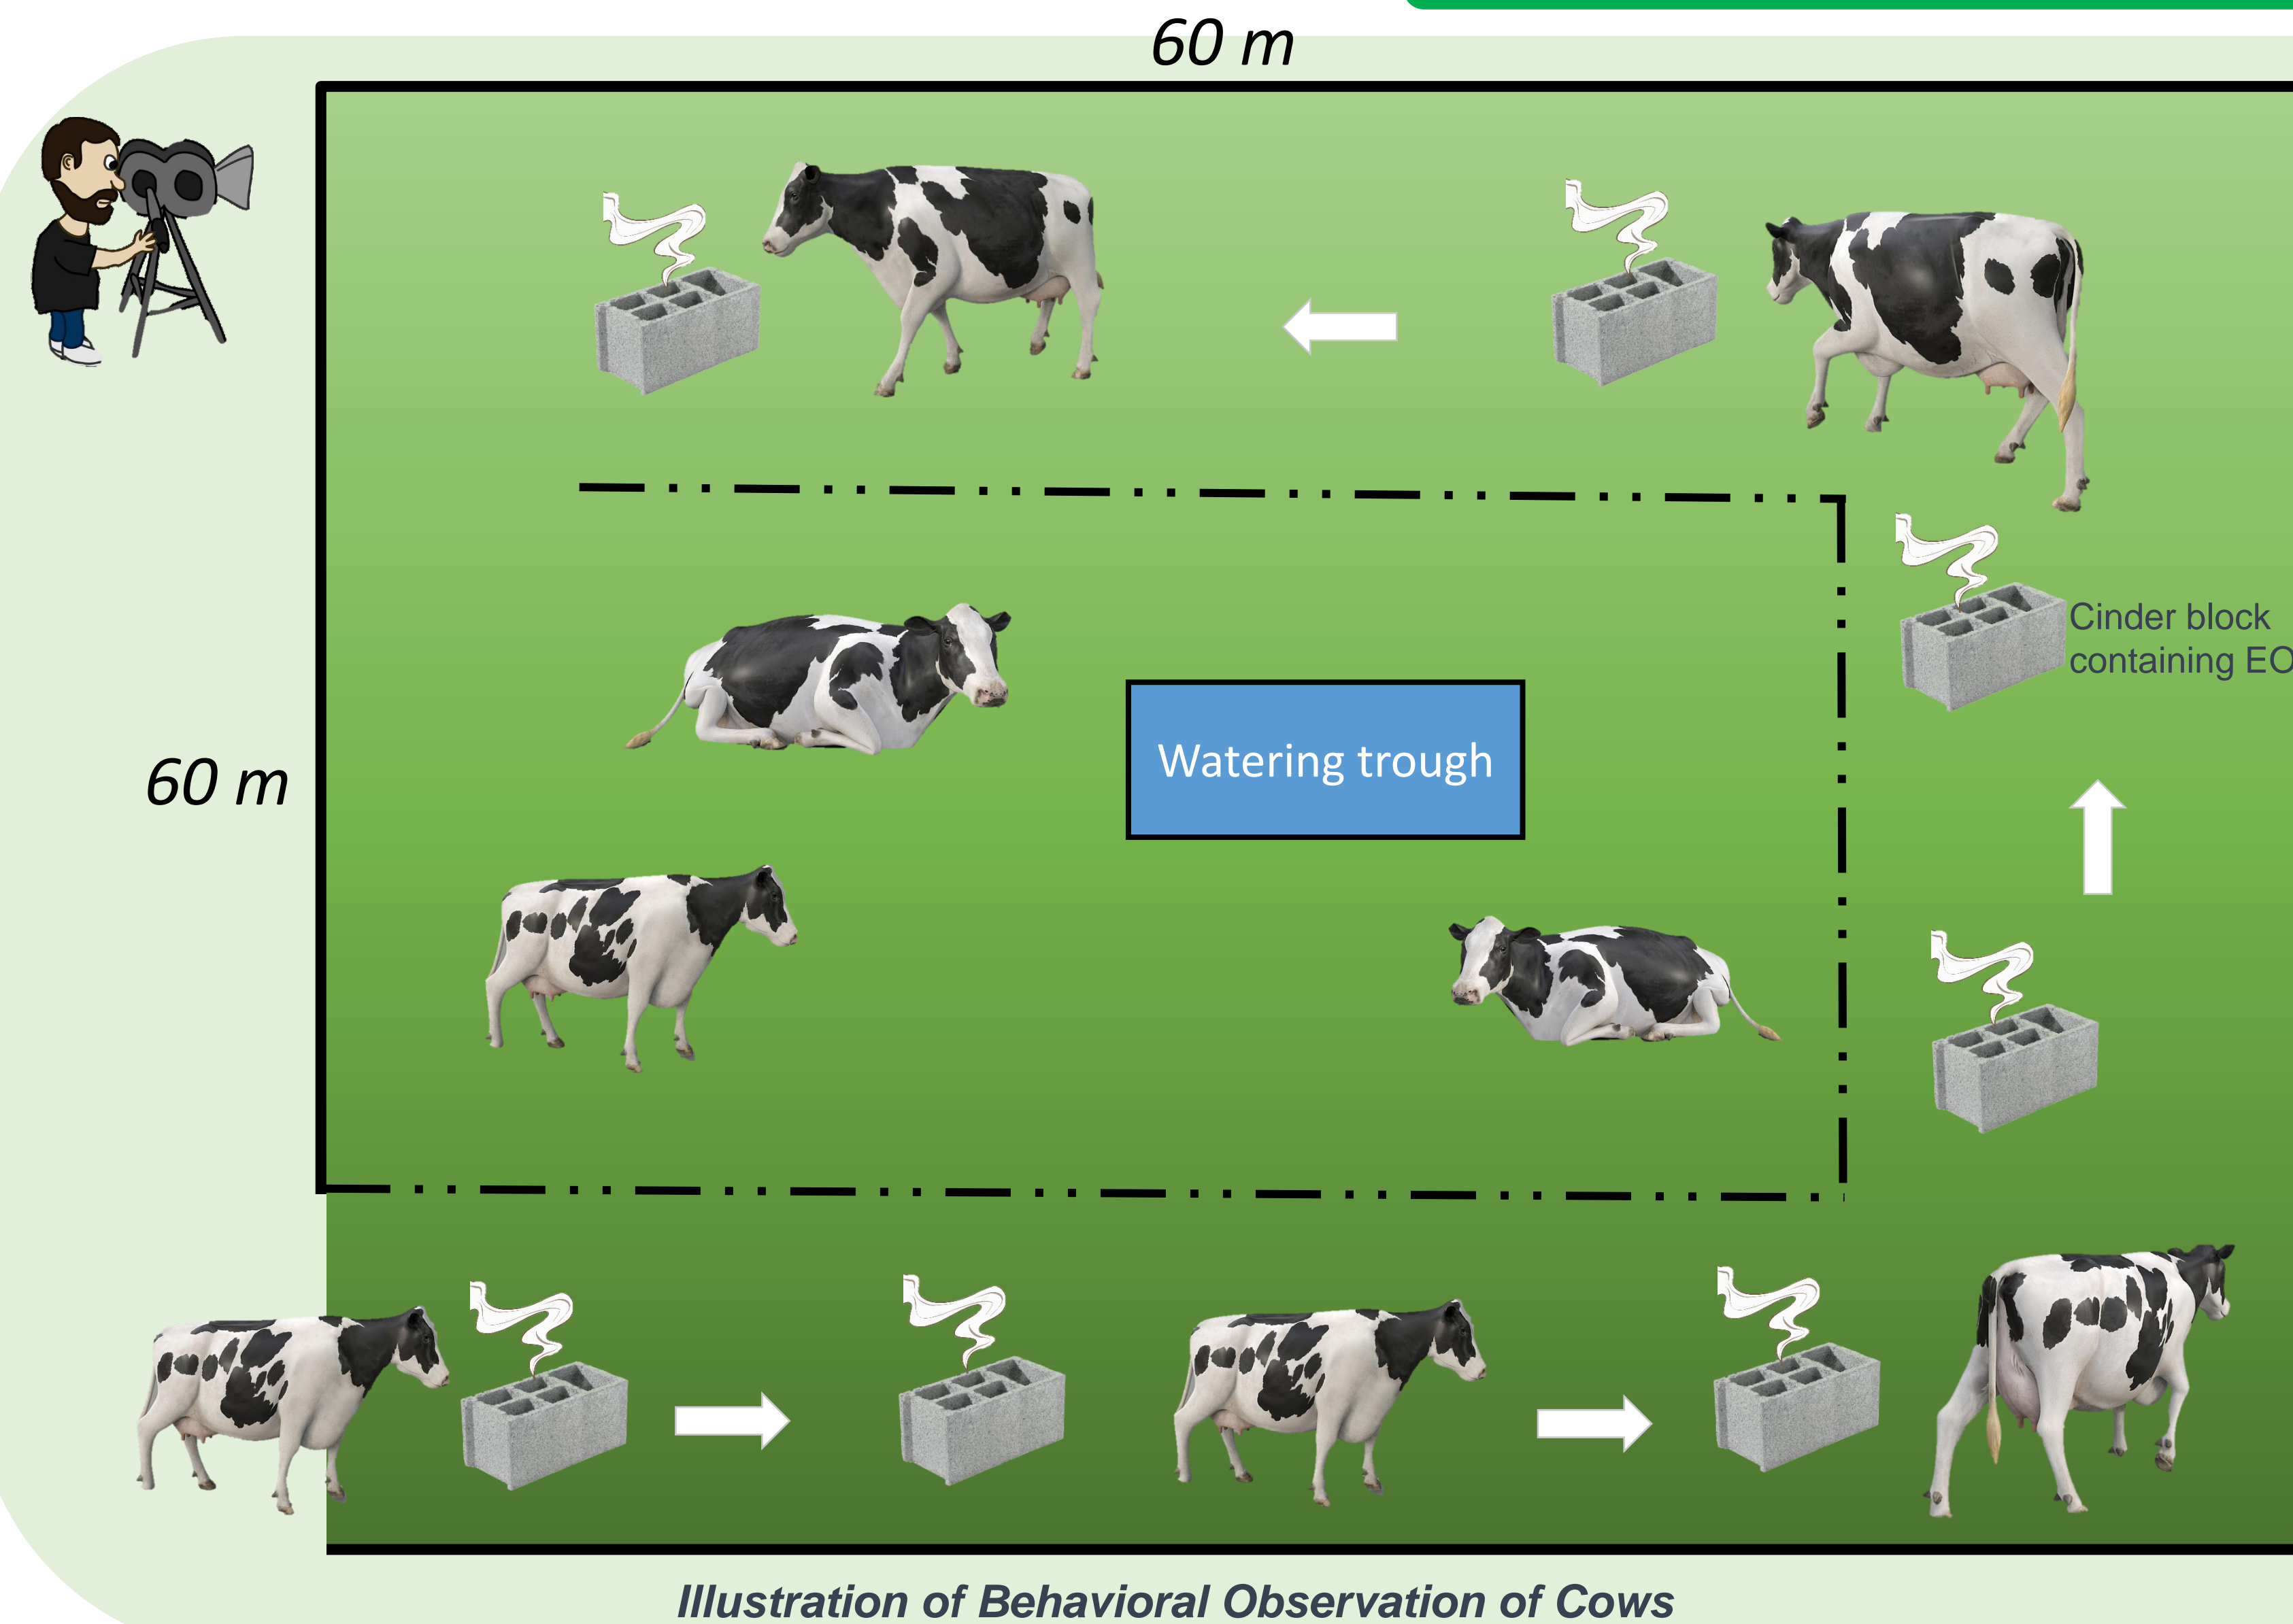 60 m
60 m
Watering trough
Cinder block
containing EO
Illustration of Behavioral Observation of Cows